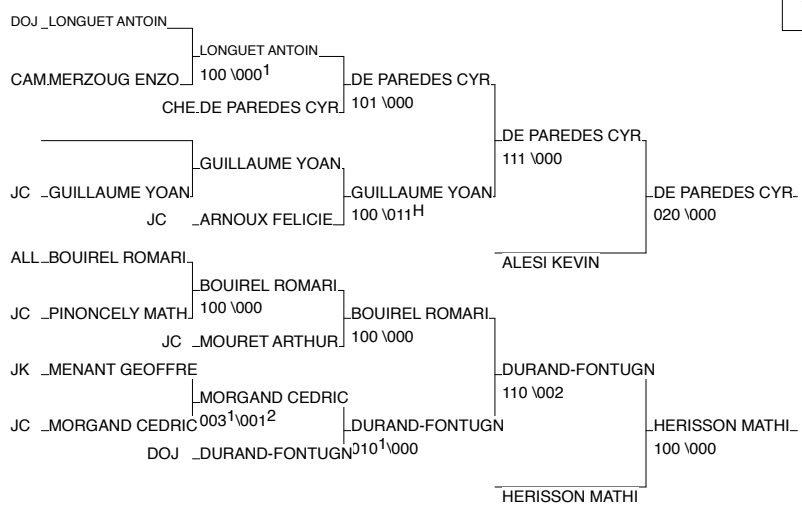 DOJ LONGUET ANTOIN
LONGUET ANTOIN
100 \000¹
CAM MERZOUG ENZO
DE PAREDES CYR
101 \000
CHE DE PAREDES CYR
DE PAREDES CYR
111 \000
GUILLAUME YOAN
JC GUILLAUME YOAN
GUILLAUME YOAN
100 \011ᴴ
DE PAREDES CYR
020 \000
JC ARNOUX FELICIE
ALL BOUIREL ROMARI
ALESI KEVIN
BOUIREL ROMARI
100 \000
JC PINONCELY MATH
BOUIREL ROMARI
100 \000
JC MOURET ARTHUR
JK MENANT GEOFFRE
DURAND-FONTUGN
110 \002
MORGAND CEDRIC
003¹\001²
JC MORGAND CEDRIC
DURAND-FONTUGN
010¹\000
HERISSON MATHI
100 \000
DOJ DURAND-FONTUGN
HERISSON MATHI